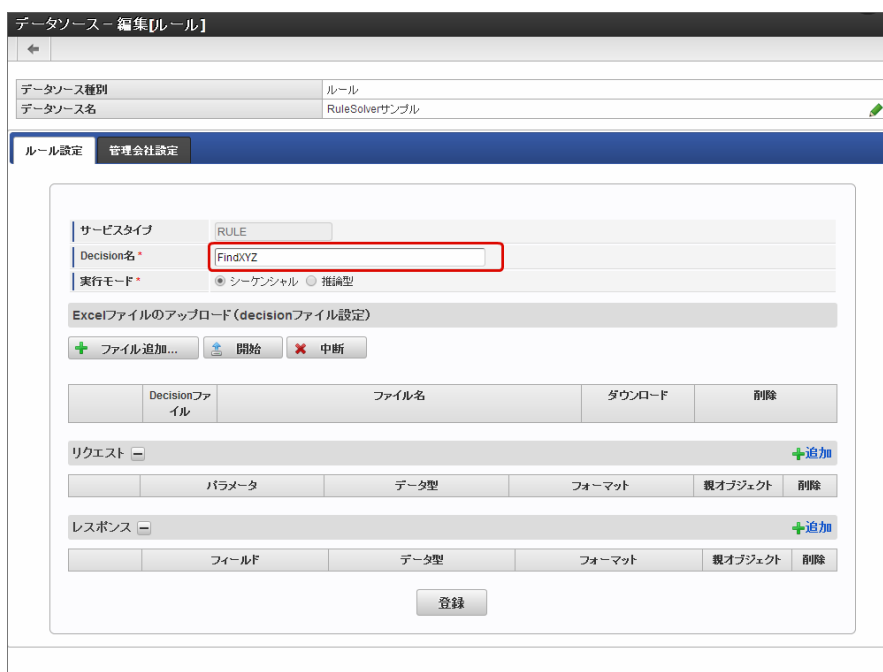 データソース - 編集[ルール]
データソース種別 ルール
データソース名 RuleSolverサンプル
ルール設定 管理会社設定
サービスタイプ RULE
Decision名* FindXYZ
実行モード* シーケンシャル 推論型
Excelファイルのアップロード(decisionファイル設定)
ファイル追加... 開始 中断
Decisionファイル ファイル名 ダウンロード 削除
リクエスト 追加
パラメータ データ型 フォーマット 親オブジェクト 削除
レスポンス 追加
フィールド データ型 フォーマット 親オブジェクト 削除
登録